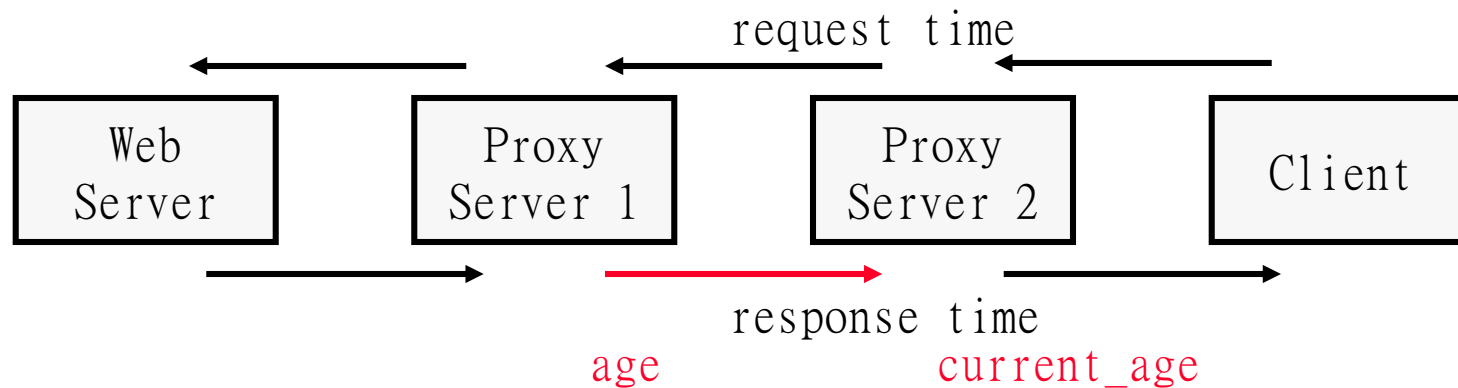 request time
Web
Server
Proxy
Server 1
Proxy
Server 2
Client
response time
age
current_age